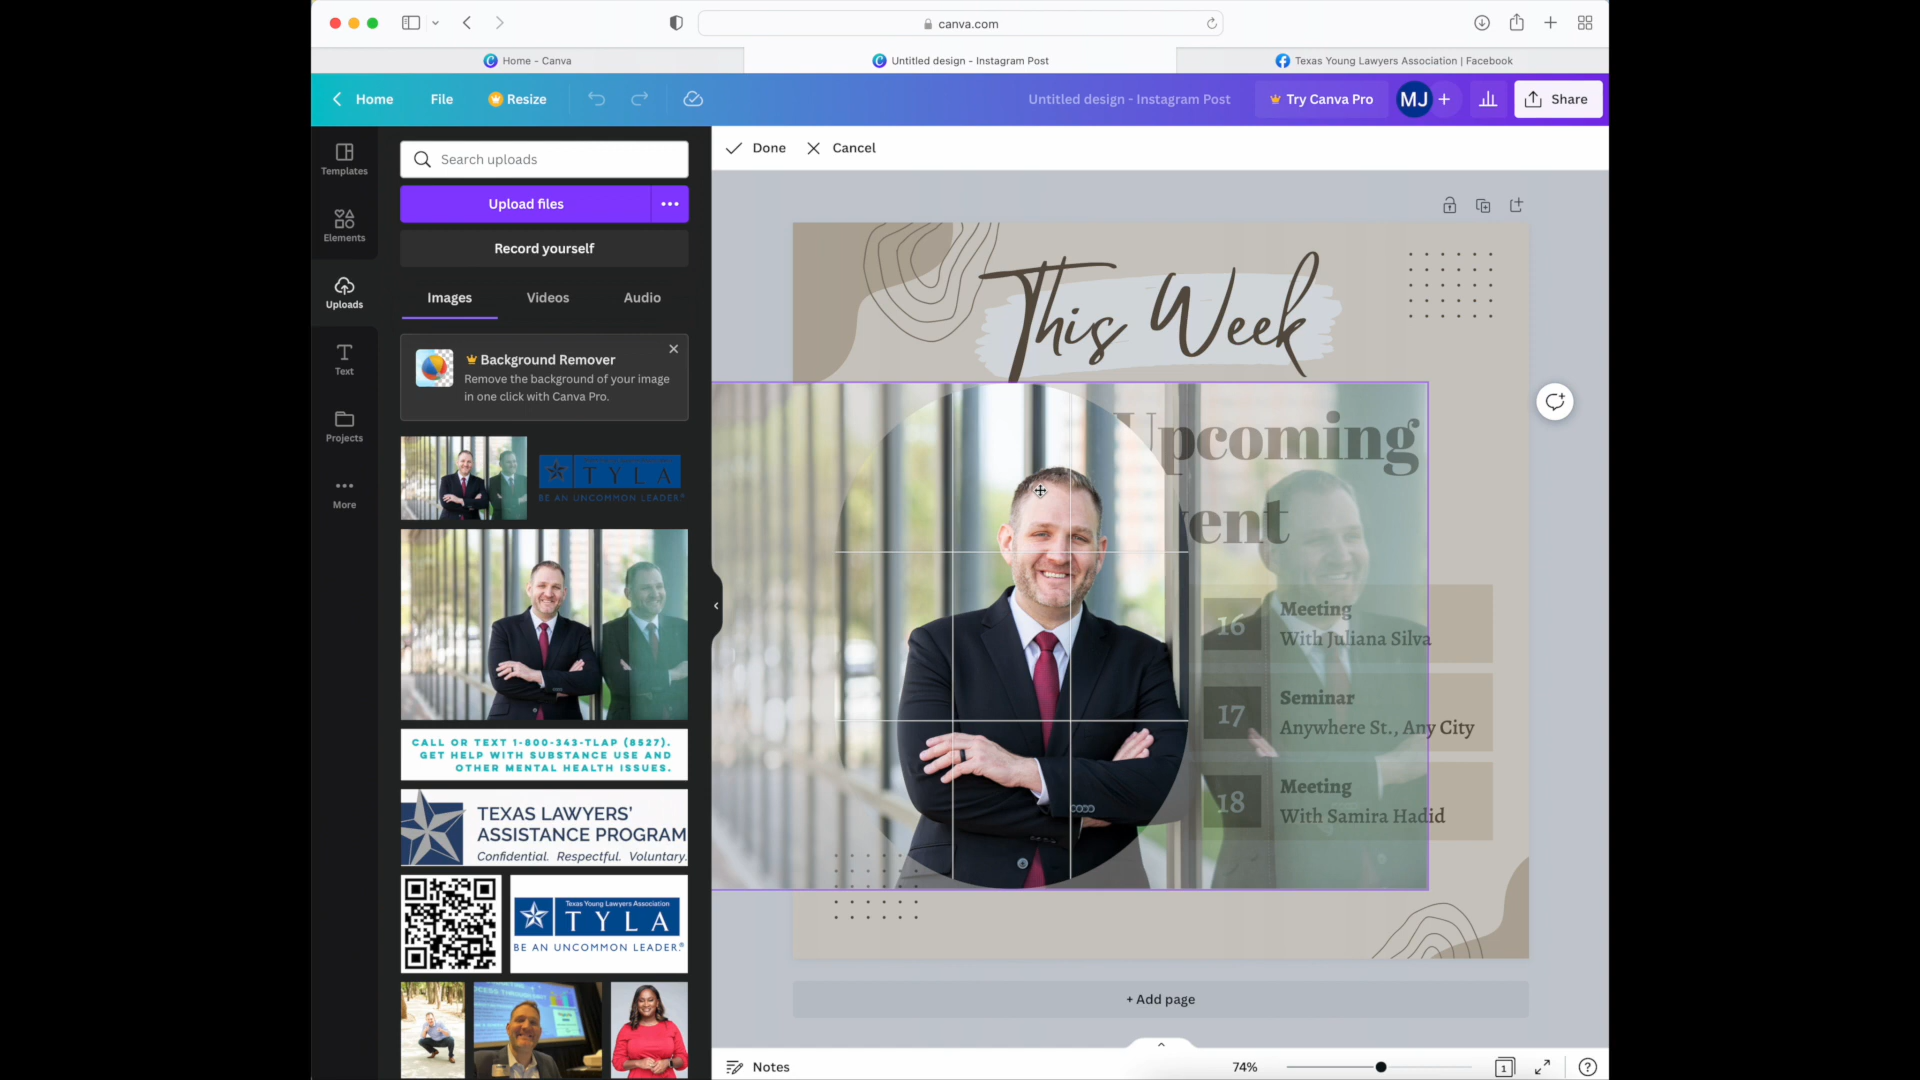 canva.com
Home - Canva
Untitled design - Instagram Post
Texas Young Lawyers Association | Facebook
Home
File
Resize
Untitled design - Instagram Post
Try Canva Pro
MJ
Share
Templates
Elements
Uploads
Text
Projects
More
Search uploads
Upload files
Record yourself
Images
Videos
Audio
Background Remover
Remove the background of your image
in one click with Canva Pro.
TYLA
BE AN UNCOMMON LEADER.®
CALL OR TEXT 1-800-343-TLAP (8527).
GET HELP WITH SUBSTANCE USE AND
OTHER MENTAL HEALTH ISSUES.
TEXAS LAWYERS'
ASSISTANCE PROGRAM
Confidential. Respectful. Voluntary.
Texas Young Lawyers Association
TYLA
BE AN UNCOMMON LEADER.®
Done
Cancel
This Week
Upcoming
vent
16
Meeting
With Juliana Silva
17
Seminar
Anywhere St., Any City
18
Meeting
With Samira Hadid
+ Add page
Notes
74%
1
?